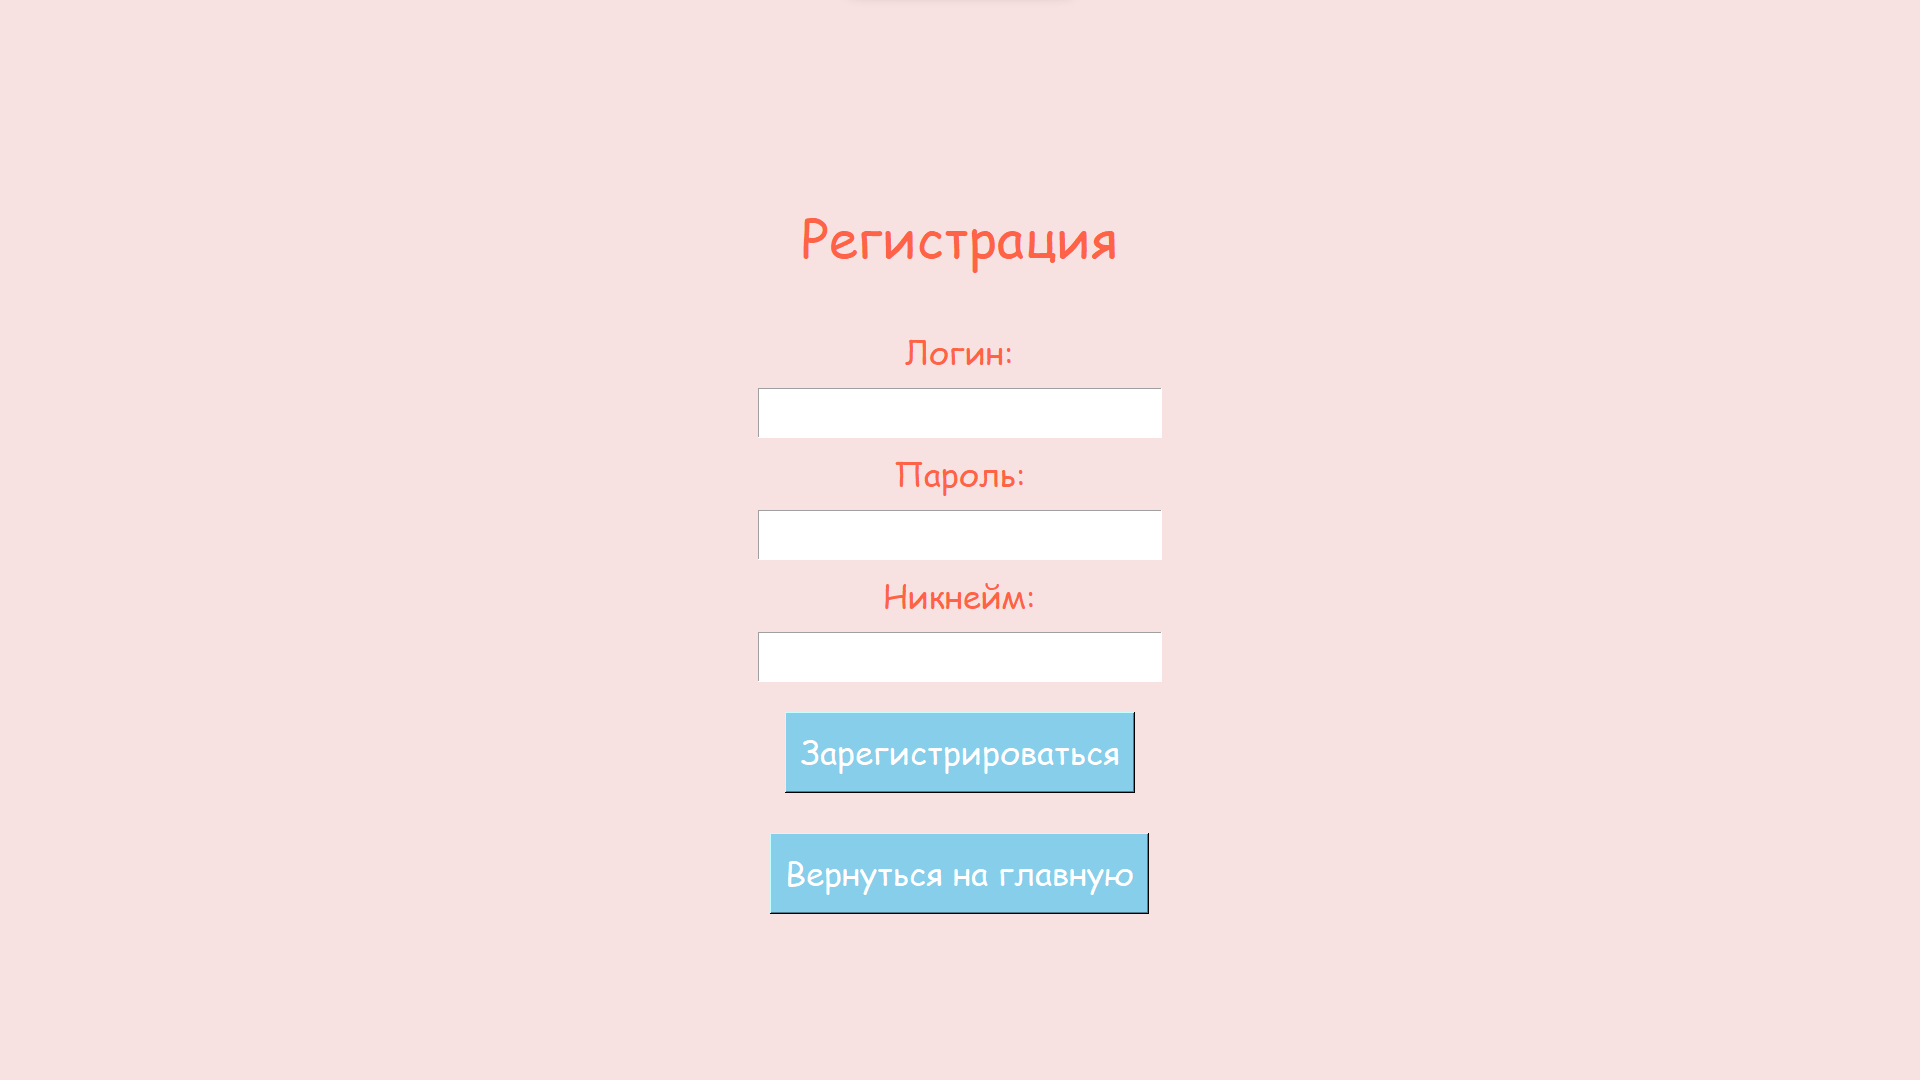 Регистрация
Логин:
Пароль:
Никнейм:
Зарегистрироваться
Вернуться на главную